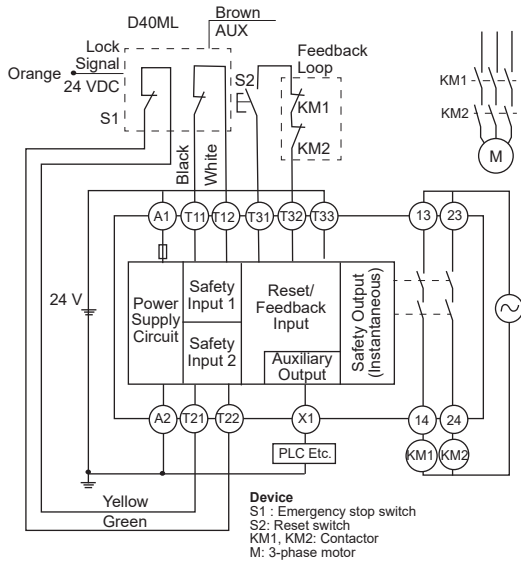 D40ML
Brown
AUX
Lock
Signal
Orange
24 VDC
S1
S2
Feedback
Loop
KM1
KM2
KM1
KM2
M
Black
White
A1
T11
T12
T31
T32
T33
13
23
24 V
Power
Supply
Circuit
Safety
Input 1
Safety
Input 2
Reset/
Feedback
Input
Auxiliary
Output
Safety Output
(Instantaneous)
A2
T21
T22
X1
14
24
PLC Etc.
KM1
KM2
Yellow
Green
Device
S1 : Emergency stop switch
S2: Reset switch
KM1, KM2: Contactor
M: 3-phase motor